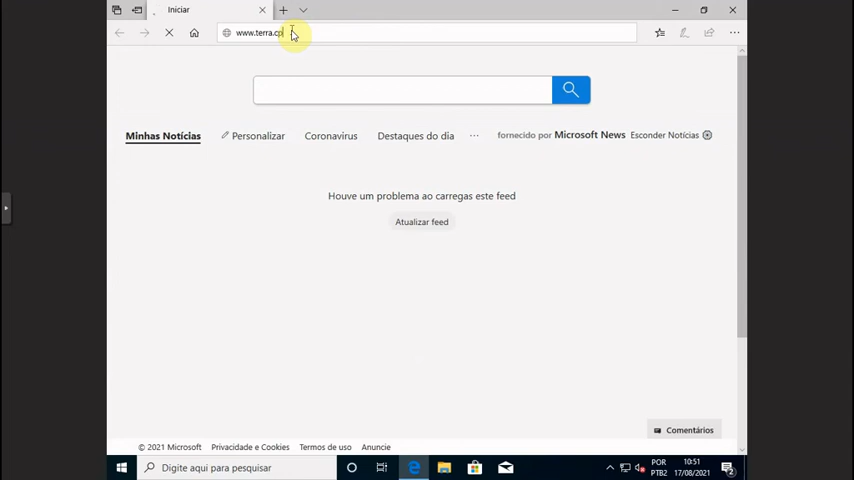 Iniciar
www.terra.cp
Minhas Notícias Personalizar Coronavirus Destaques do dia ... fornecido por Microsoft News Esconder Notícias
Houve um problema ao carregas este feed
Atualizar feed
Comentários
© 2021 Microsoft Privacidade e Cookies Termos de uso Anuncie
Digite aqui para pesquisar
POR 10:51
PTB2 17/08/2021
2